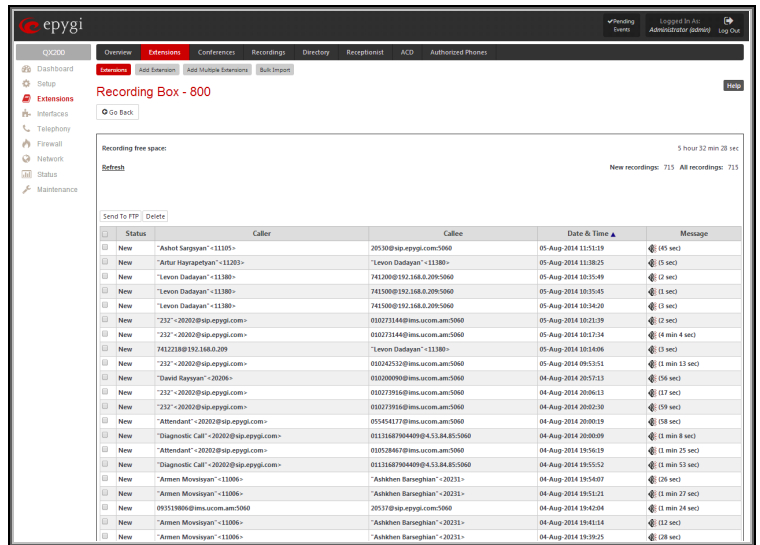 epygi
Pending Events
Logged In As: Administrator (admin)
Log Out
QX200
Dashboard
Setup
Extensions
Interfaces
Telephony
Firewall
Network
Status
Maintenance
Overview Extensions Conferences Recordings Directory Receptionist ACD Authorized Phones
Extensions Add Extension Add Multiple Extensions Bulk Import
Recording Box - 800
Help
Go Back
Recording free space: 5 hour 32 min 28 sec
Refresh New recordings: 715 All recordings: 715
Send To FTP Delete
Status Caller Callee Date & Time Message
New "Ashot Sargsyan"<11105> 20530@sip.epygi.com:5060 05-Aug-2014 11:51:19 (45 sec)
New "Artur Hayrapetyan"<11203> "Levon Dadayan"<11380> 05-Aug-2014 11:38:25 (5 sec)
New "Levon Dadayan"<11380> 741200@192.168.0.209:5060 05-Aug-2014 10:35:49 (2 sec)
New "Levon Dadayan"<11380> 741500@192.168.0.209:5060 05-Aug-2014 10:35:45 (1 sec)
New "Levon Dadayan"<11380> 741500@192.168.0.209:5060 05-Aug-2014 10:34:20 (3 sec)
New "232"<20202@sip.epygi.com> 010273144@ims.ucom.am:5060 05-Aug-2014 10:21:39 (2 sec)
New "232"<20202@sip.epygi.com> 010273144@ims.ucom.am:5060 05-Aug-2014 10:17:34 (4 min 4 sec)
New 7412218@192.168.0.209 "Levon Dadayan"<11380> 05-Aug-2014 10:14:06 (3 sec)
New "232"<20202@sip.epygi.com> 010242532@ims.ucom.am:5060 05-Aug-2014 09:53:51 (1 min 13 sec)
New "David Raysyan"<20206> 010200090@ims.ucom.am:5060 04-Aug-2014 20:57:13 (56 sec)
New "232"<20202@sip.epygi.com> 010273916@ims.ucom.am:5060 04-Aug-2014 20:06:13 (17 sec)
New "232"<20202@sip.epygi.com> 010273916@ims.ucom.am:5060 04-Aug-2014 20:02:30 (59 sec)
New "Attendant"<20202@sip.epygi.com> 055454177@ims.ucom.am:5060 04-Aug-2014 20:00:19 (58 sec)
New "Diagnostic Call"<20202@sip.epygi.com> 01131687904409@4.53.84.85:5060 04-Aug-2014 20:00:09 (1 min 8 sec)
New "Attendant"<20202@sip.epygi.com> 010528467@ims.ucom.am:5060 04-Aug-2014 19:56:19 (1 min 25 sec)
New "Diagnostic Call"<20202@sip.epygi.com> 01131687904409@4.53.84.85:5060 04-Aug-2014 19:55:52 (1 min 53 sec)
New "Armen Movsisyan"<11006> "Ashkhen Barseghian"<20231> 04-Aug-2014 19:54:07 (26 sec)
New "Armen Movsisyan"<11006> "Ashkhen Barseghian"<20231> 04-Aug-2014 19:51:21 (1 min 27 sec)
New 093519806@ims.ucom.am:5060 20537@sip.epygi.com:5060 04-Aug-2014 19:42:04 (1 min 24 sec)
New "Armen Movsisyan"<11006> "Ashkhen Barseghian"<20231> 04-Aug-2014 19:41:14 (12 sec)
New "Armen Movsisyan"<11006> "Ashkhen Barseghian"<20231> 04-Aug-2014 19:39:25 (28 sec)